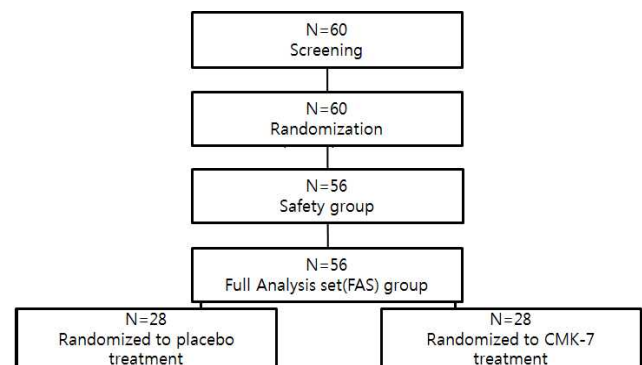 N=60
Screening
N=60
Randomization
N=56
Safety group
N=56
Full Analysis set(FAS) group
N=28
Randomized to placebo
treatment
N=28
Randomized to CMK-7
treatment